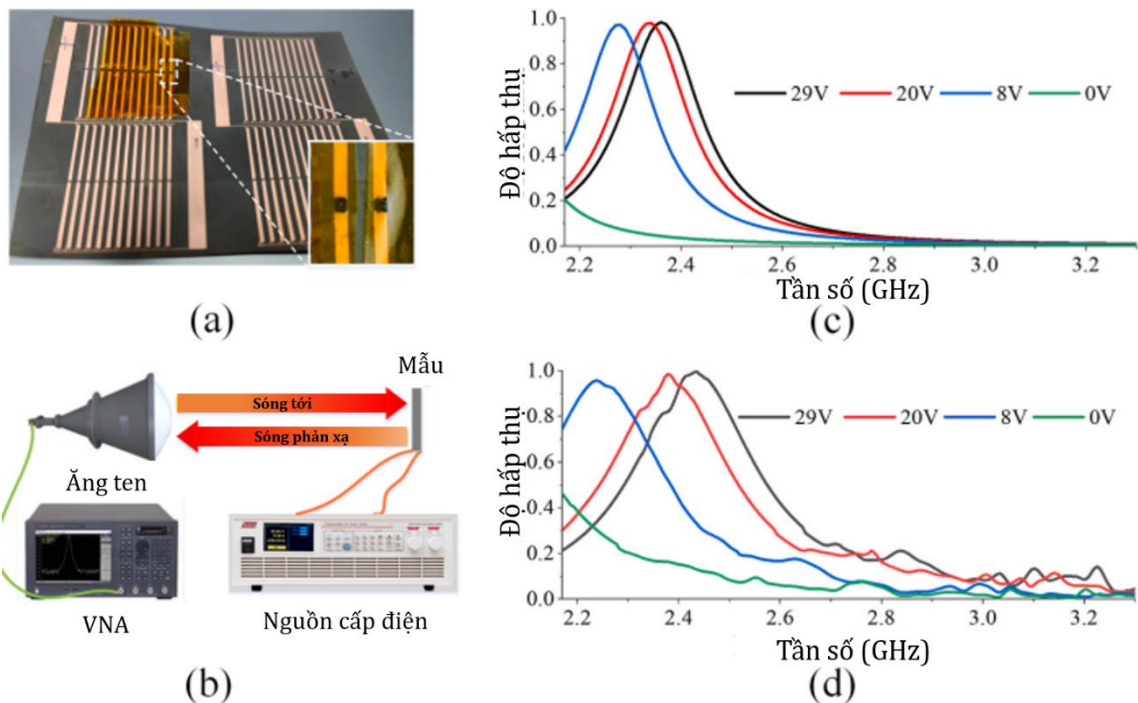 (a)
1.0
0.8
0.6
0.4
0.2
0.0
Độ hấp thụ
29V 20V 8V 0V
2.2 2.4 2.6 2.8 3.0 3.2
Tần số (GHz)
(c)
Mẫu
Sóng tới
Sóng phản xạ
Ăng ten
VNA
Nguồn cấp điện
(b)
1.0
0.8
0.6
0.4
0.2
0.0
Độ hấp thụ
29V 20V 8V 0V
2.2 2.4 2.6 2.8 3.0 3.2
Tần số (GHz)
(d)